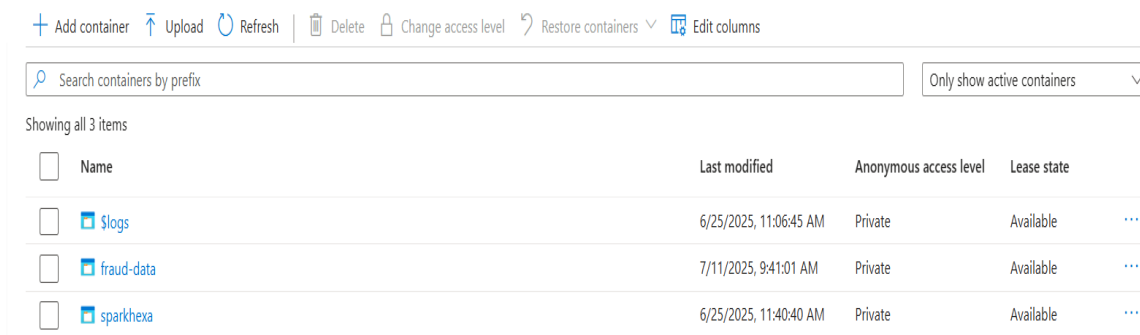 Add container Upload Refresh Delete Change access level Restore containers Edit columns
Search containers by prefix Only show active containers
Showing all 3 items
Name Last modified Anonymous access level Lease state
$logs 6/25/2025, 11:06:45 AM Private Available
fraud-data 7/11/2025, 9:41:01 AM Private Available
sparkhexa 6/25/2025, 11:40:40 AM Private Available